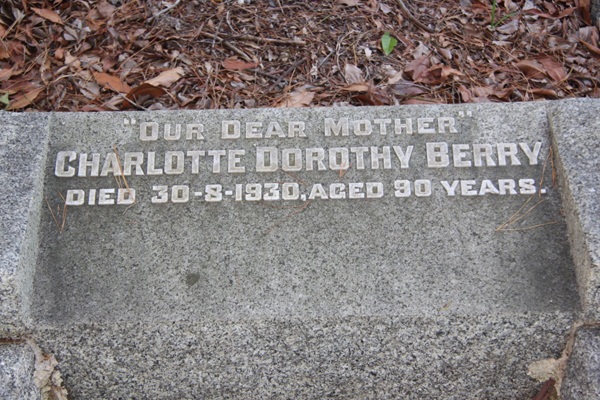 "Our Dear Mother"
Charlotte Dorothy Berry
Died 30-8-1930, aged 90 years.